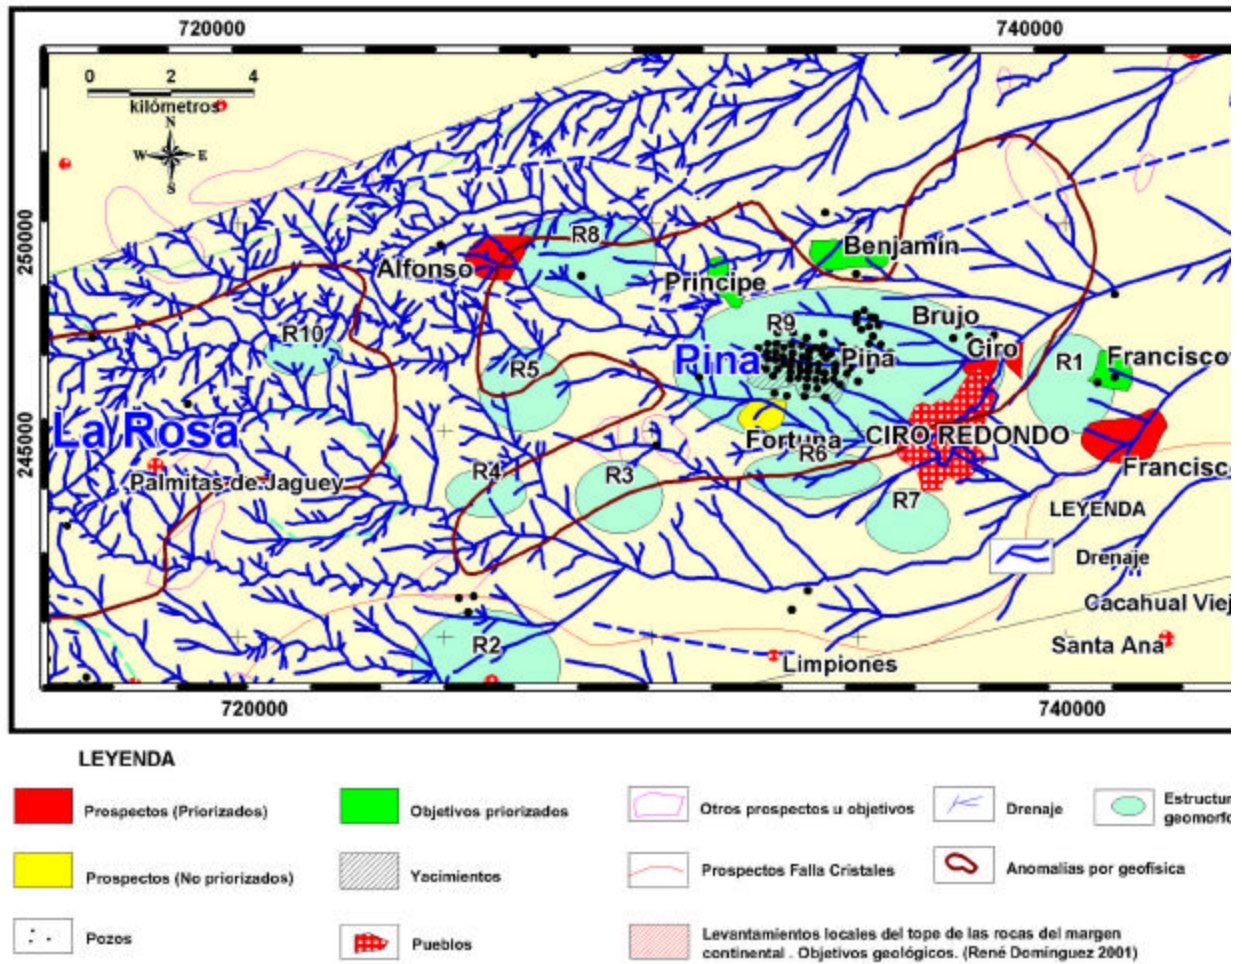 720000 740000
0 2 4
kilómetros
N
W E
S
250000
245000
R8
Benjamín
Alfonso
Principe
R10
R9
Brujo
Pina
Pina
Ciro
R5
R1
Francisco
La Rosa
Fortuna
CIRO REDONDO
Palmitas de Jaguey
R4
R3
R6
Francisco
R7
LEYENDA
Drenaje
Cacahual Viej
R2
Santa Ana
Limpiones
720000 740000
LEYENDA
Prospectos (Priorizados)
Objetivos priorizados
Otros prospectos u objetivos
Drenaje
Estructur
geomorfo
Prospectos (No priorizados)
Yacimientos
Prospectos Falla Cristales
Anomalias por geofisica
Pozos
Pueblos
Levantamientos locales del tope de las rocas del margen
continental . Objetivos geológicos. (René Domínguez 2001)